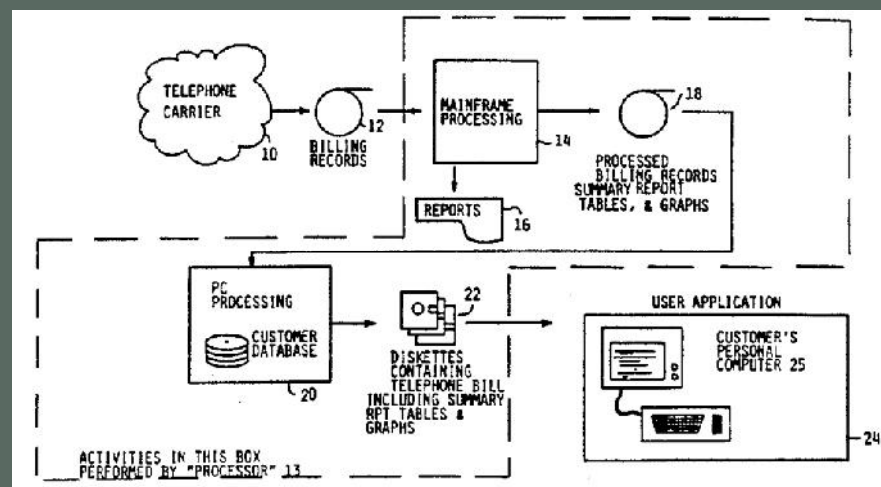 TELEPHONE
CARRIER
10
12
BILLING
RECORDS
MAINFRAME
PROCESSING
14
REPORTS
16
18
PROCESSED
BILLING RECORDS
SUMMARY REPORT
TABLES, & GRAPHS
PC
PROCESSING
CUSTOMER
DATABASE
20
22
DISKETTES
CONTAINING
TELEPHONE BILL
INCLUDING SUMMARY
RPT TABLES &
GRAPHS
USER APPLICATION
CUSTOMER'S
PERSONAL
COMPUTER 25
24
ACTIVITIES IN THIS BOX
PERFORMED BY "PROCESSOR" 13